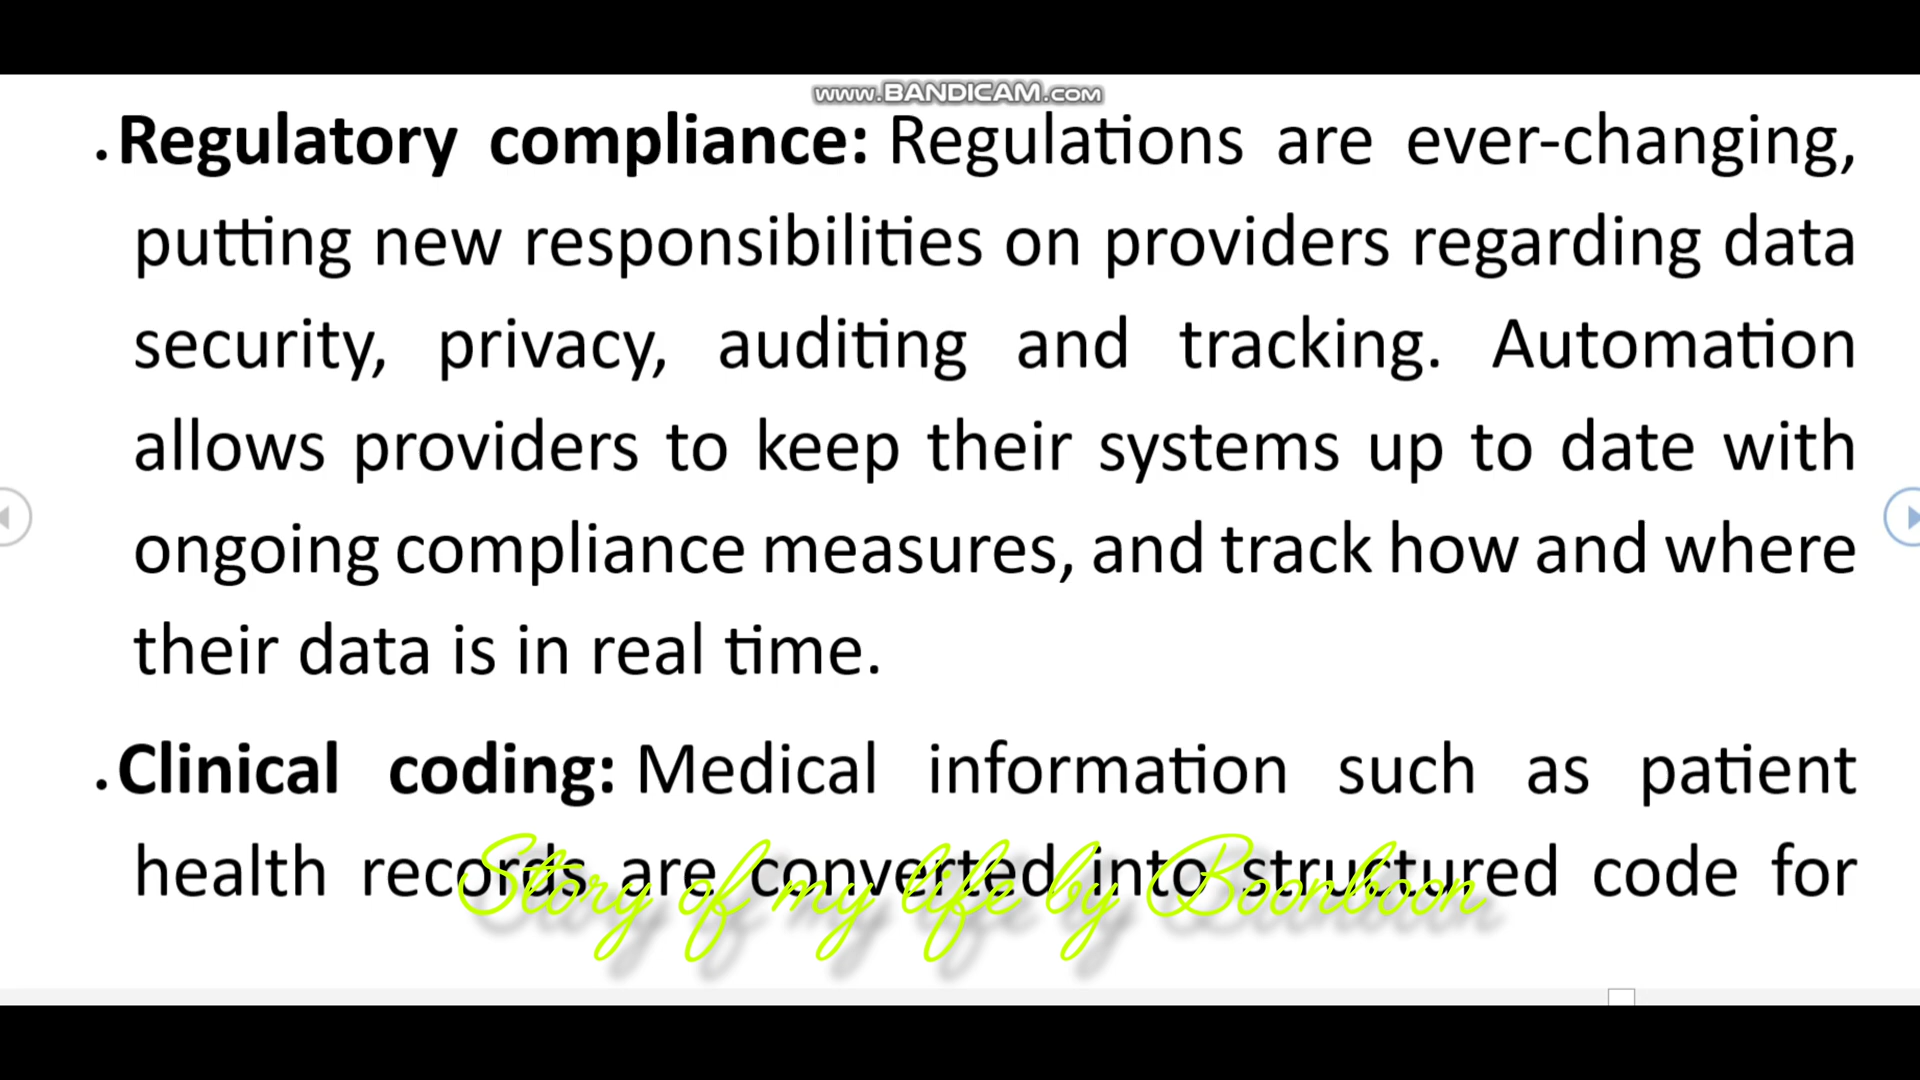 www.BANDICAM.com
• Regulatory compliance: Regulations are ever-changing,
putting new responsibilities on providers regarding data
security, privacy, auditing and tracking. Automation
allows providers to keep their systems up to date with
ongoing compliance measures, and track how and where
their data is in real time.
• Clinical coding: Medical information such as patient
health records are converted into structured code for
Story of my life by Boonboon